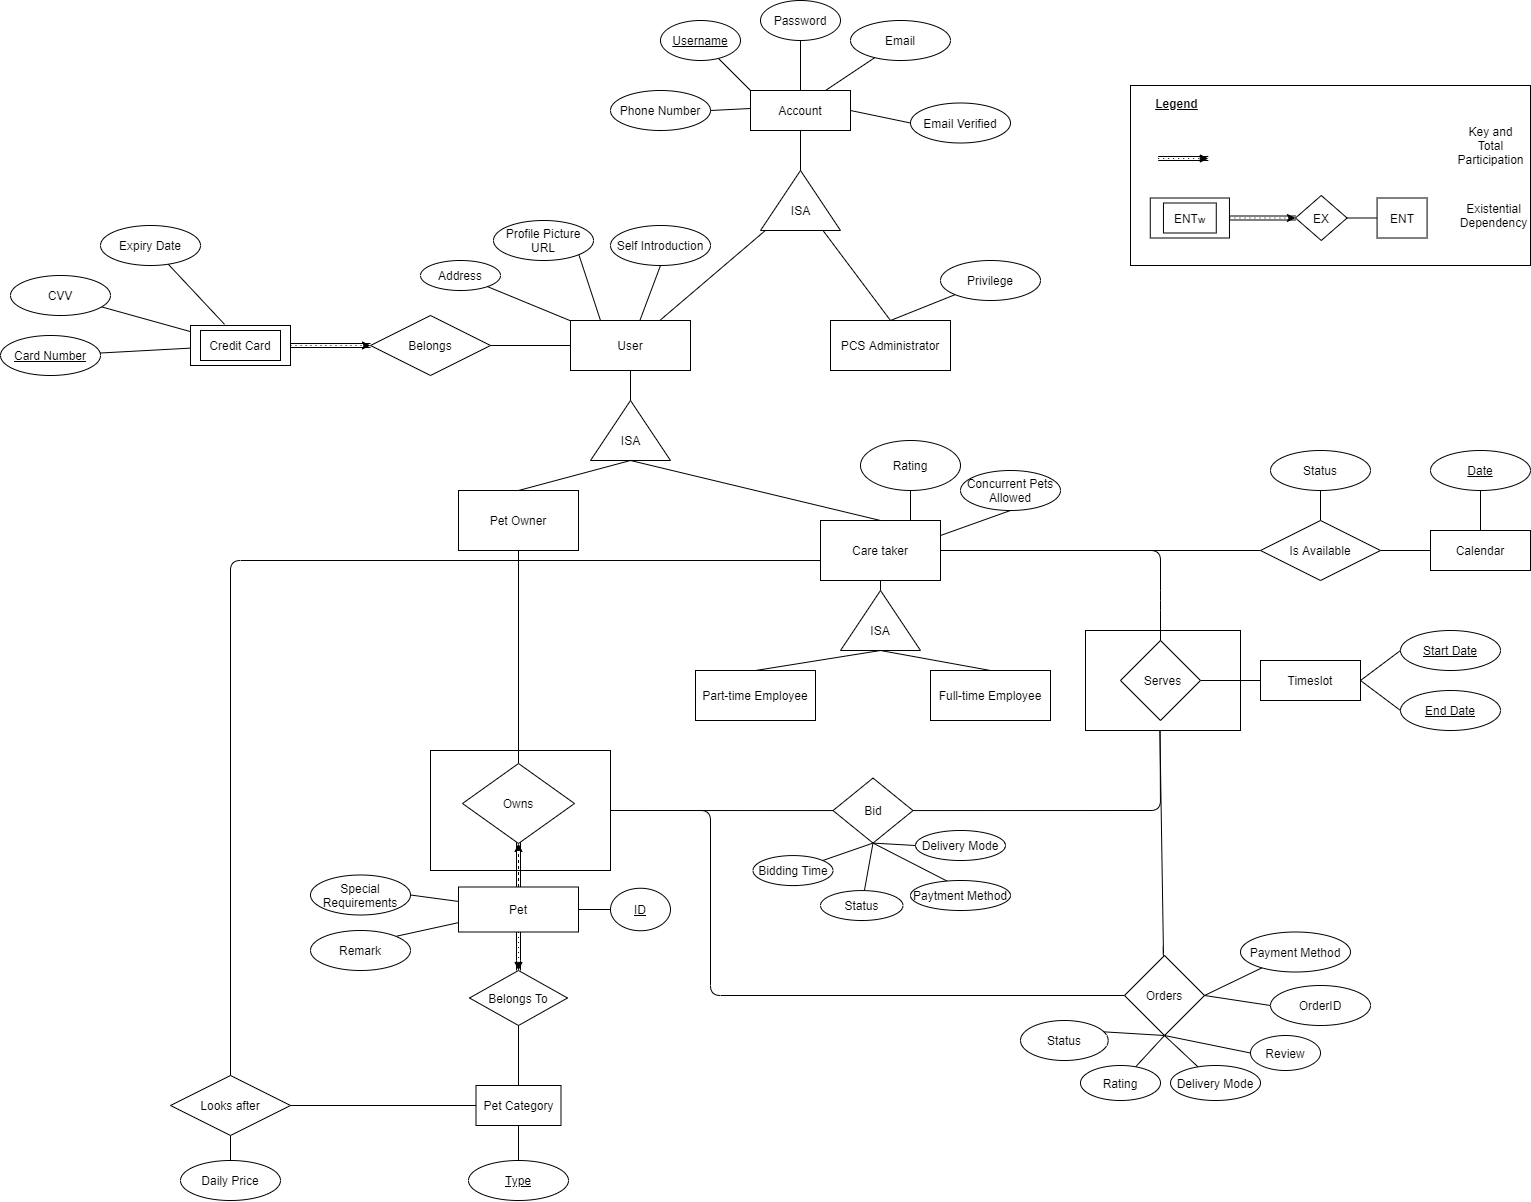 Password
Username
Email
Phone Number
Account
Email Verified
Legend
Key and
Total
Participation
ENTw
EX
ENT
Existential
Dependency
ISA
Expiry Date
Profile Picture
URL
Self Introduction
Address
CVV
Privilege
Card Number
Credit Card
Belongs
User
PCS Administrator
ISA
Rating
Concurrent Pets
Allowed
Status
Date
Pet Owner
Care taker
Is Available
Calendar
ISA
Part-time Employee
Full-time Employee
Serves
Timeslot
Start Date
End Date
Owns
Bid
Delivery Mode
Bidding Time
Status
Paytment Method
Special
Requirements
Pet
ID
Remark
Belongs To
Orders
Payment Method
OrderID
Status
Review
Rating
Delivery Mode
Looks after
Pet Category
Daily Price
Type